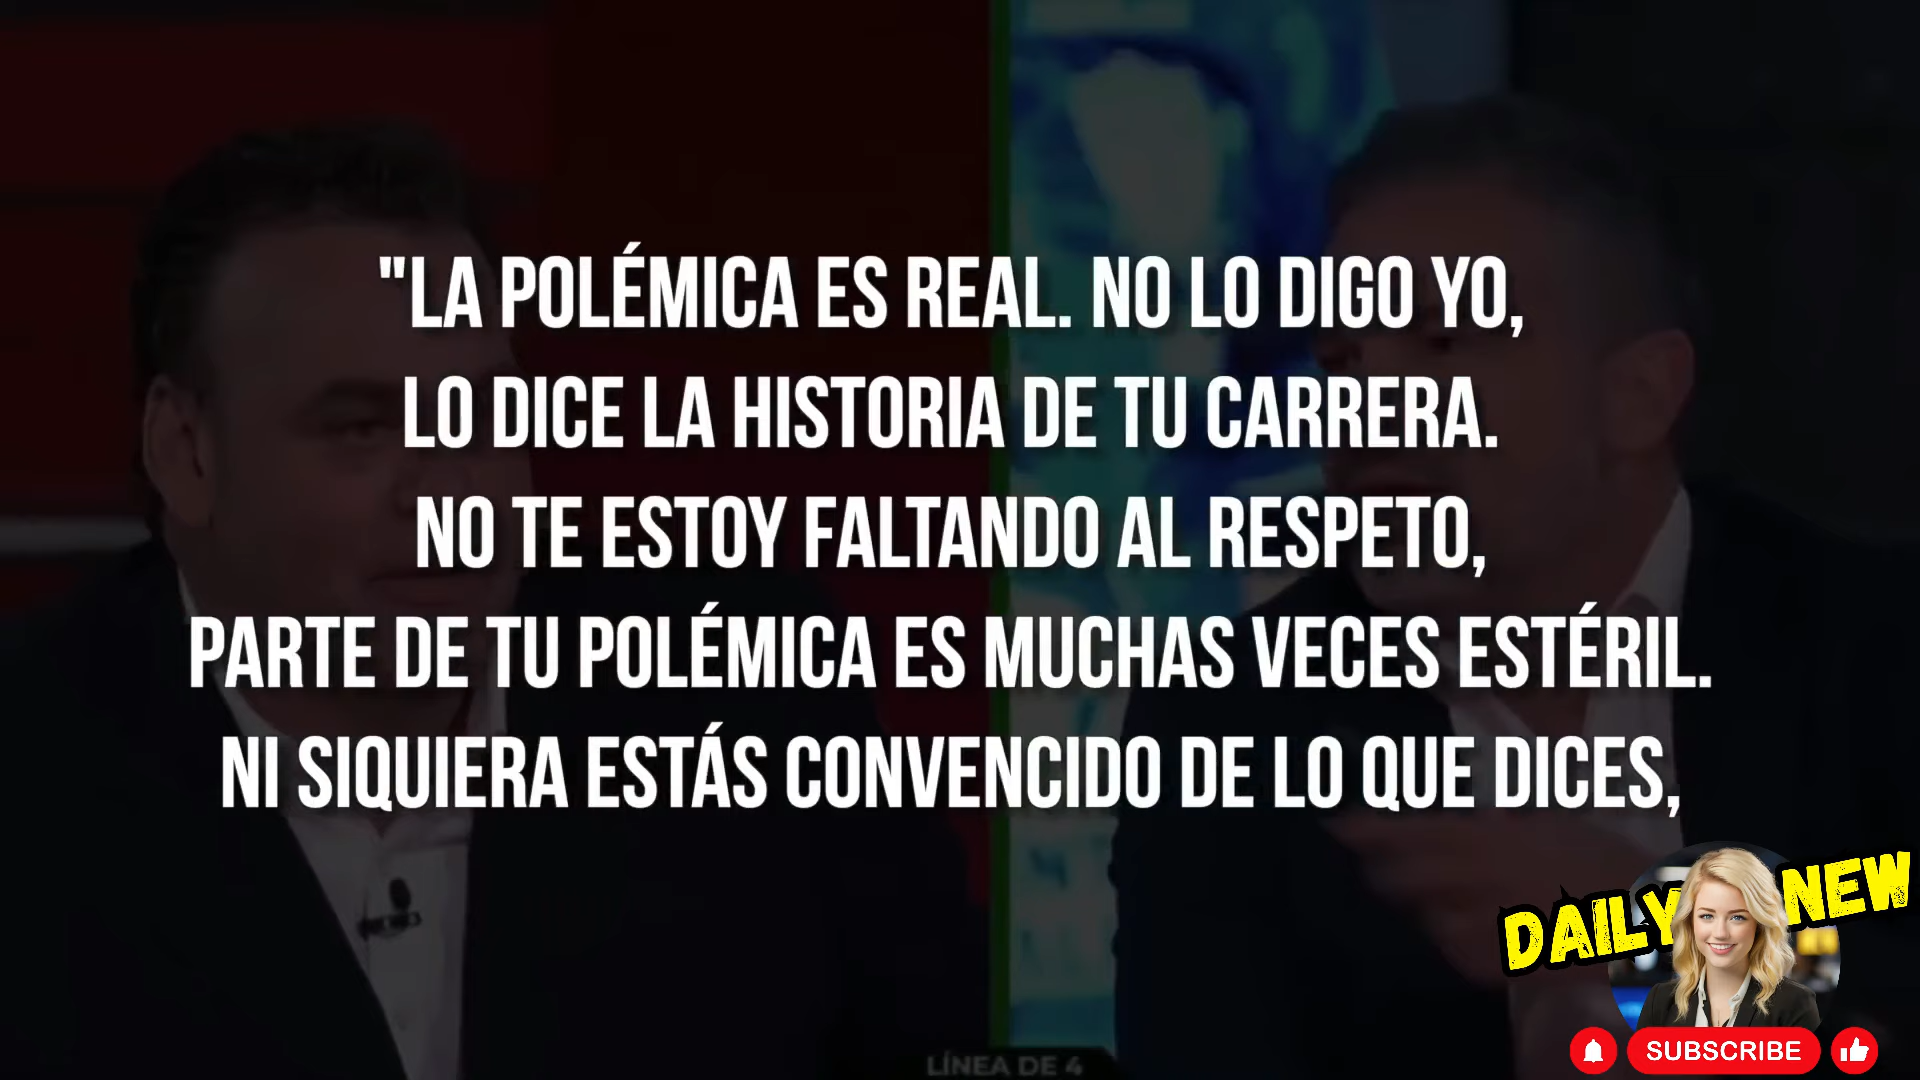 "LA POLÉMICA ES REAL. NO LO DIGO YO,
LO DICE LA HISTORIA DE TU CARRERA.
NO TE ESTOY FALTANDO AL RESPETO,
PARTE DE TU POLÉMICA ES MUCHAS VECES ESTÉRIL.
NI SIQUIERA ESTÁS CONVENCIDO DE LO QUE DICES,
DAILY NEW
SUBSCRIBE
LÍNEA DE 4